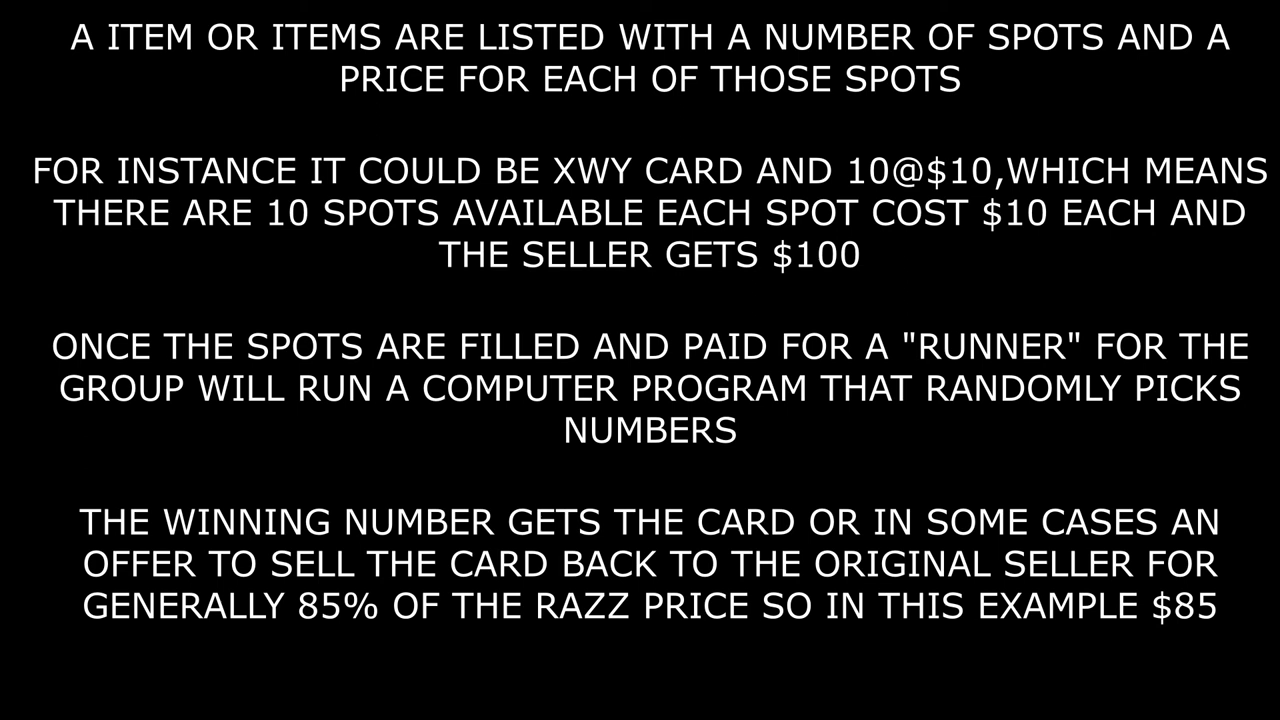 A ITEM OR ITEMS ARE LISTED WITH A NUMBER OF SPOTS AND A
PRICE FOR EACH OF THOSE SPOTS
FOR INSTANCE IT COULD BE XWY CARD AND 10@$10,WHICH MEANS
THERE ARE 10 SPOTS AVAILABLE EACH SPOT COST $10 EACH AND
THE SELLER GETS $100
ONCE THE SPOTS ARE FILLED AND PAID FOR A "RUNNER" FOR THE
GROUP WILL RUN A COMPUTER PROGRAM THAT RANDOMLY PICKS
NUMBERS
THE WINNING NUMBER GETS THE CARD OR IN SOME CASES AN
OFFER TO SELL THE CARD BACK TO THE ORIGINAL SELLER FOR
GENERALLY 85% OF THE RAZZ PRICE SO IN THIS EXAMPLE $85